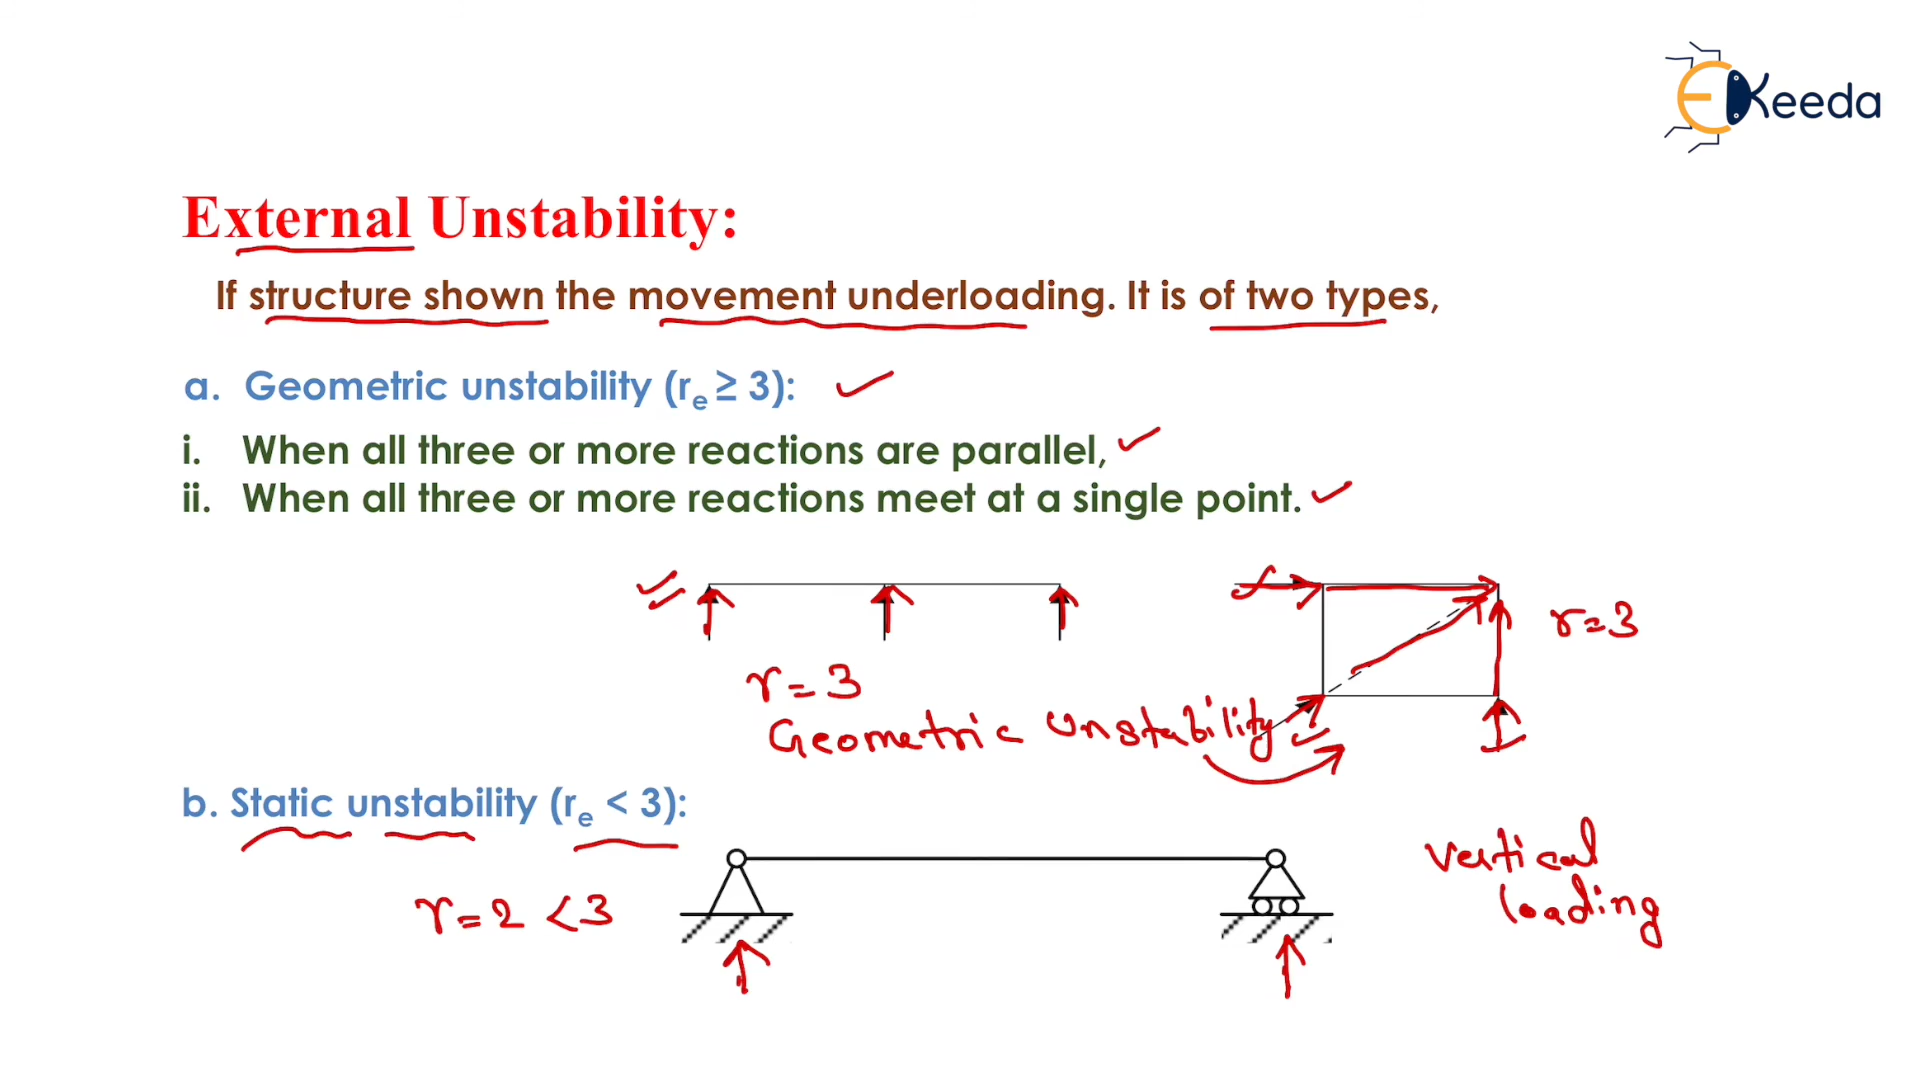 EKeeda
External Unstability:
If structure shown the movement underloading. It is of two types,
a. Geometric unstability (re ≥ 3):
i. When all three or more reactions are parallel,
ii. When all three or more reactions meet at a single point.
r=3
r=3
Geometric Unstability
b. Static unstability (re < 3):
r=2 <3
Vertical
loading